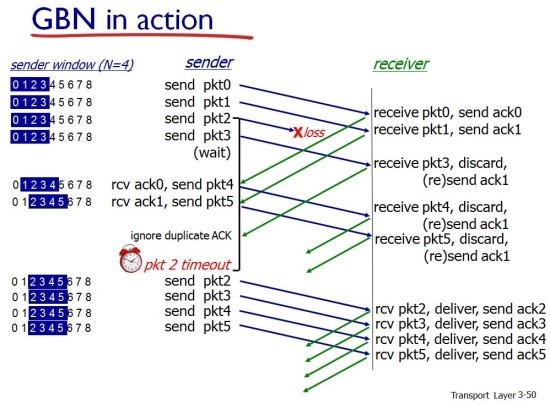 GBN in action
sender window (N=4) sender receiver
0 1 2 3 4 5 6 7 8 send pkt0
0 1 2 3 4 5 6 7 8 send pkt1
0 1 2 3 4 5 6 7 8 send pkt2
0 1 2 3 4 5 6 7 8 send pkt3
(wait)
X loss
receive pkt0, send ack0
receive pkt1, send ack1
receive pkt3, discard,
(re)send ack1
0 1 2 3 4 5 6 7 8 rcv ack0, send pkt4
0 1 2 3 4 5 6 7 8 rcv ack1, send pkt5
receive pkt4, discard,
(re)send ack1
receive pkt5, discard,
(re)send ack1
ignore duplicate ACK
pkt 2 timeout
0 1 2 3 4 5 6 7 8 send pkt2
0 1 2 3 4 5 6 7 8 send pkt3
0 1 2 3 4 5 6 7 8 send pkt4
0 1 2 3 4 5 6 7 8 send pkt5
rcv pkt2, deliver, send ack2
rcv pkt3, deliver, send ack3
rcv pkt4, deliver, send ack4
rcv pkt5, deliver, send ack5
Transport Layer 3-50